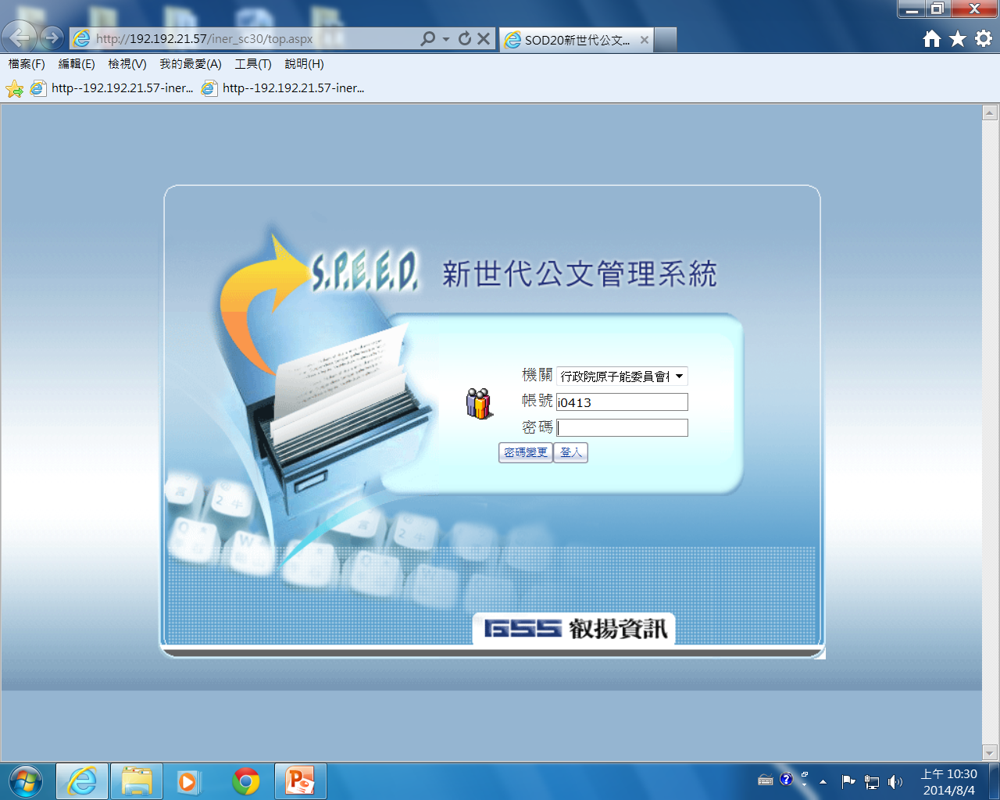 http://192.192.21.57/iner_sc30/top.aspx
SOD20新世代公文...
檔案(F) 編輯(E) 檢視(V) 我的最愛(A) 工具(T) 說明(H)
http--192.192.21.57-iner... http--192.192.21.57-iner...
S.P.E.E.D. 新世代公文管理系統
機關 行政院原子能委員會
帳號 i0413
密碼
密碼變更 登入
GSS 叡揚資訊
上午 10:30
2014/8/4